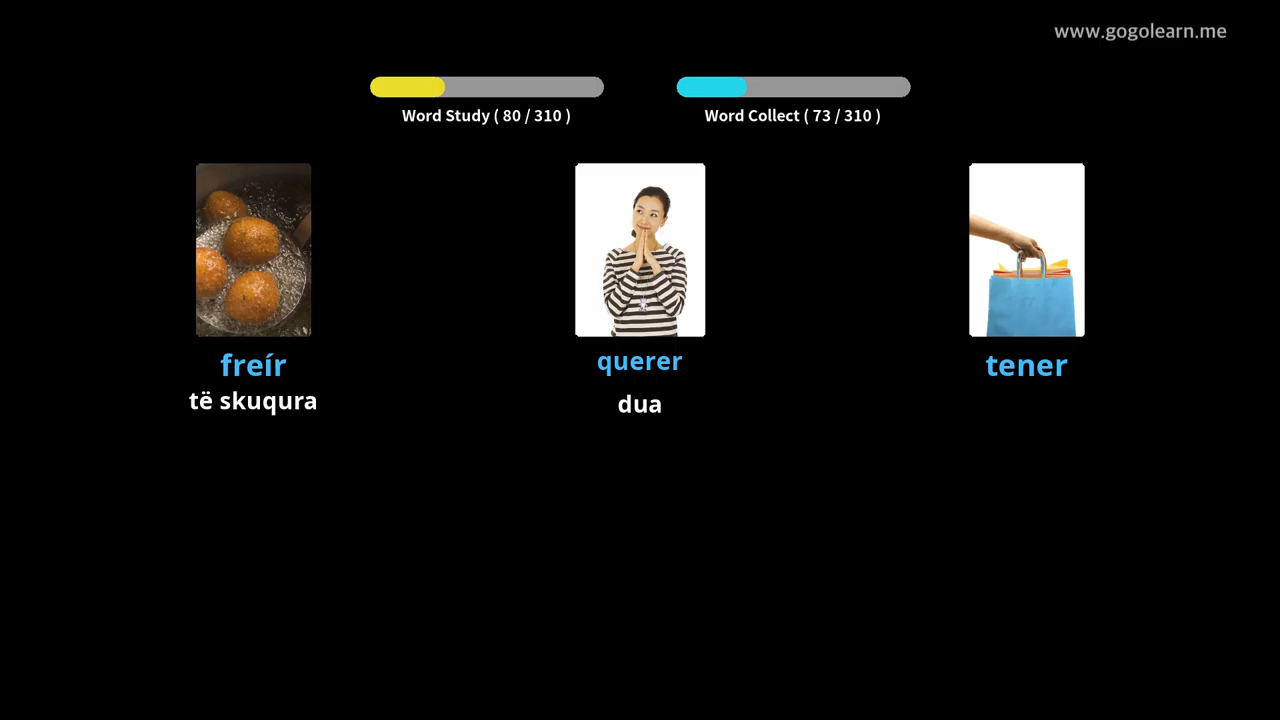 www.gogolearn.me
Word Study ( 80 / 310 )
Word Collect ( 73 / 310 )
freír
querer
tener
të skuqura
dua